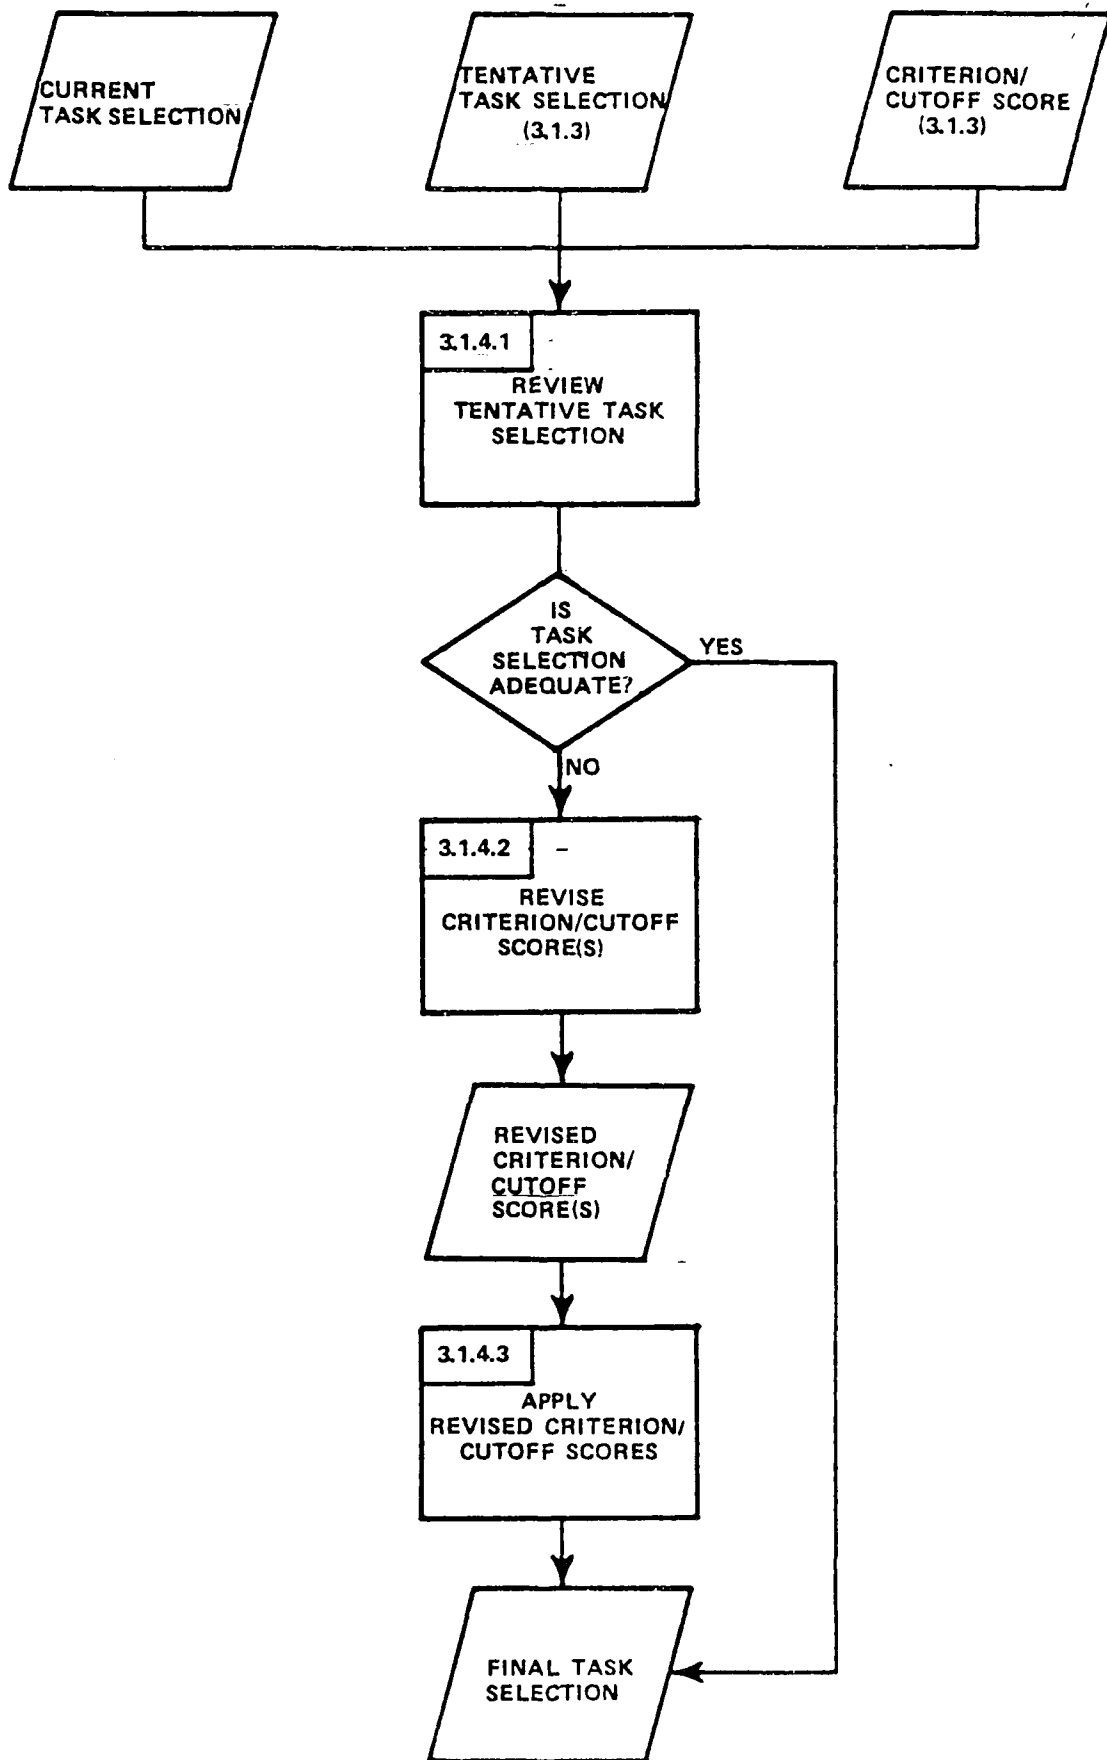 CURRENT
TASK SELECTION
TENTATIVE
TASK SELECTION
(3.1.3)
CRITERION/
CUTOFF SCORE
(3.1.3)
3.1.4.1
REVIEW
TENTATIVE TASK
SELECTION
IS
TASK
SELECTION
ADEQUATE?
YES
NO
3.1.4.2
REVISE
CRITERION/CUTOFF
SCORE(S)
REVISED
CRITERION/
CUTOFF
SCORE(S)
3.1.4.3
APPLY
REVISED CRITERION/
CUTOFF SCORES
FINAL TASK
SELECTION